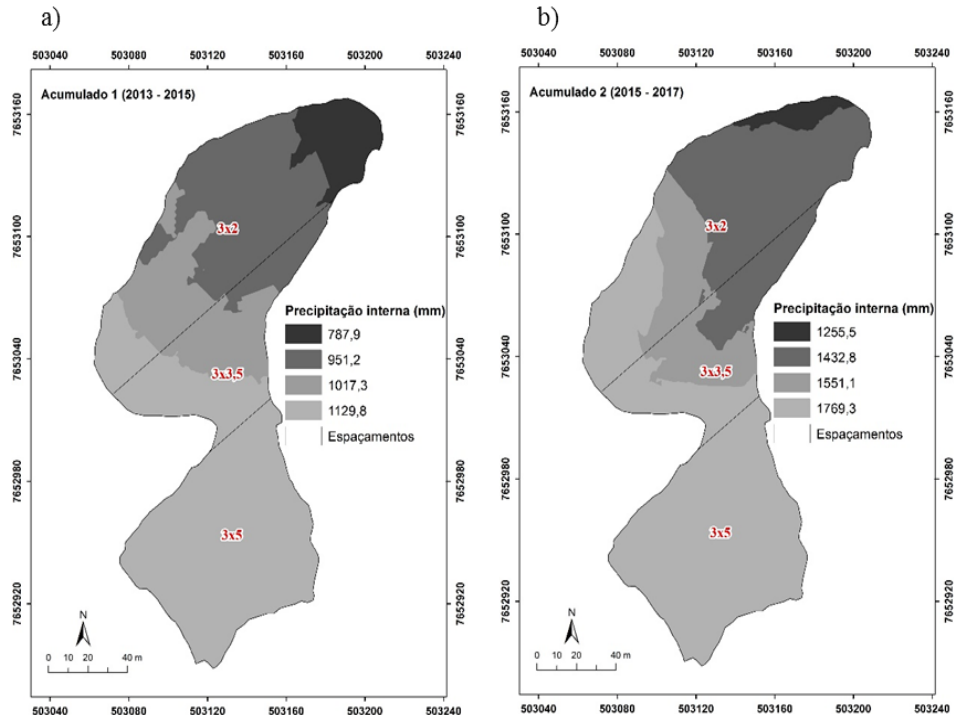 a)
503040 503080 503120 503160 503200 503240
Acumulado 1 (2013 - 2015)
7653160
7653100
7653040
7652980
7652920
3x2
3x3,5
3x5
Precipitação interna (mm)
787,9
951,2
1017,3
1129,8
Espaçamentos
N
0 10 20 40 m
7653160
7653100
7653040
7652980
7652920
503040 503080 503120 503160 503200 503240
b)
503040 503080 503120 503160 503200 503240
Acumulado 2 (2015 - 2017)
7653160
7653100
7653040
7652980
7652920
3x2
3x3,5
3x5
Precipitação interna (mm)
1255,5
1432,8
1551,1
1769,3
Espaçamentos
N
0 10 20 40 m
7653160
7653100
7653040
7652980
7652920
503040 503080 503120 503160 503200 503240